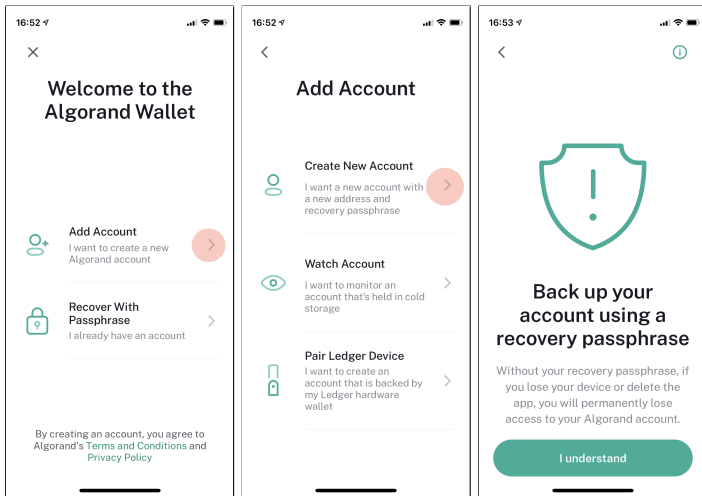 16:52
Welcome to the
Algorand Wallet
Add Account
I want to create a new
Algorand account
Recover With
Passphrase
I already have an account
By creating an account, you agree to
Algorand's Terms and Conditions and
Privacy Policy
16:52
Add Account
Create New Account
I want a new account with
a new address and
recovery passphrase
Watch Account
I want to monitor an
account that's held in cold
storage
Pair Ledger Device
I want to create an
account that is backed by
my Ledger hardware
wallet
16:53
Back up your
account using a
recovery passphrase
Without your recovery passphrase, if
you lose your device or delete the
app, you will permanently lose
access to your Algorand account.
I understand